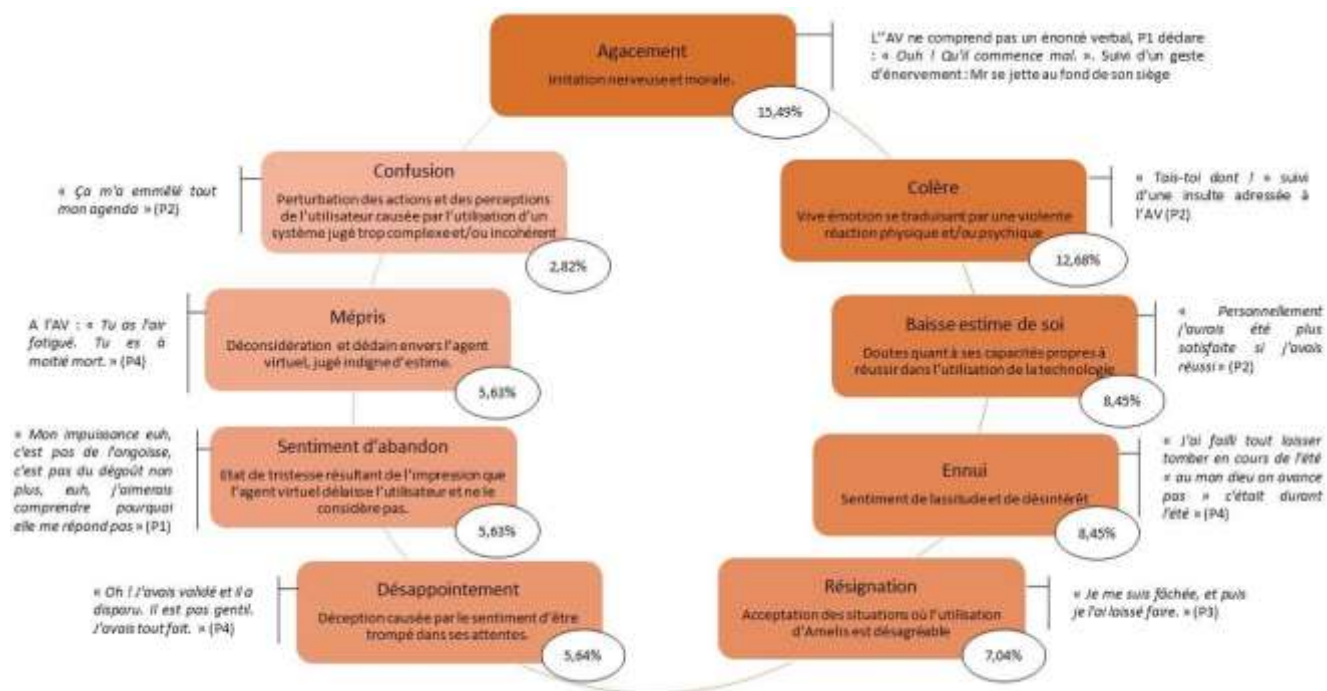 Agacement
Irritation nerveuse et morale.
15,49%
L''AV ne comprend pas un énoncé verbal, P1 déclare
: « Ouh ! Qu'il commence mal. ». Suivi d'un geste
d'énervement : Mr se jette au fond de son siège
Colère
Vive émotion se traduisant par une violente
réaction physique et/ou psychique
12,68%
« Tais-toi dont ! » suivi
d'une insulte adressée à
l'AV (P2)
Baisse estime de soi
Doutes quant à ses capacités propres à
réussir dans l'utilisation de la technologie
8,45%
« Personnellement
j'aurais été plus
satisfaite si j'avais
réussi » (P2)
Ennui
Sentiment de lassitude et de désintérêt
8,45%
« J'ai failli tout laisser
tomber en cours de l'été
« au mon dieu on avance
pas » c'était durant
l'été » (P4)
Résignation
Acceptation des situations où l'utilisation
d'Amelis est désagréable
7,04%
« Je me suis fâchée, et puis
je l'ai laissé faire. » (P3)
Désappointement
Déception causée par le sentiment d'être
trompé dans ses attentes.
5,64%
« Oh ! J'avais validé et il a
disparu. Il est pas gentil.
J'avais tout fait. » (P4)
Sentiment d'abandon
Etat de tristesse résultant de l'impression que
l'agent virtuel délaisse l'utilisateur et ne le
considère pas.
5,63%
« Mon impuissance euh,
c'est pas de l'angoisse,
c'est pas du dégoût non
plus, euh, j'aimerais
comprendre pourquoi
elle me répond pas » (P1)
Mépris
Déconsidération et dédain envers l'agent
virtuel, jugé indigne d'estime.
5,63%
A l'AV : « Tu as l'air
fatigué. Tu es à
moitié mort. » (P4)
Confusion
Perturbation des actions et des perceptions
de l'utilisateur causée par l'utilisation d'un
système jugé trop complexe et/ou incohérent
2,82%
« Ça m'a emmêlé tout
mon agenda » (P2)